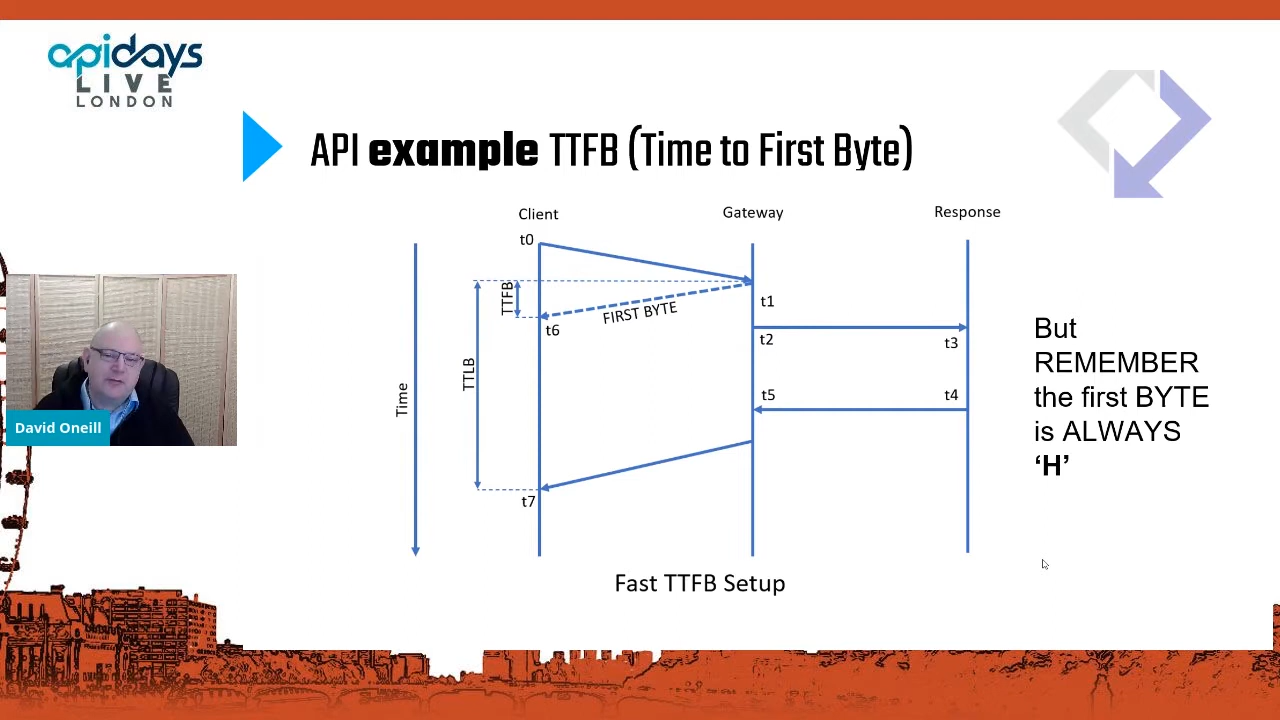 apidays
LIVE
LONDON
API example TTFB (Time to First Byte)
Client
Gateway
Response
t0
TTFB
FIRST BYTE
t1
t6
t2
t3
TTLB
Time
t5
t4
t7
Fast TTFB Setup
But
REMEMBER
the first BYTE
is ALWAYS
‘H’
David Oneill